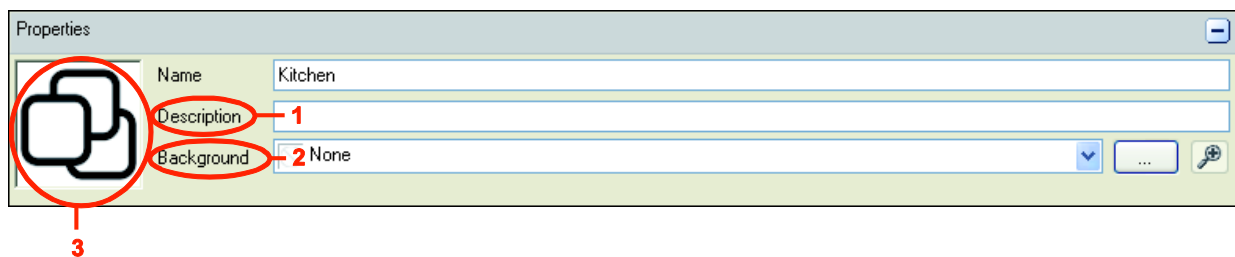 Properties
Name Kitchen
Description 1
Background 2 None ...
3